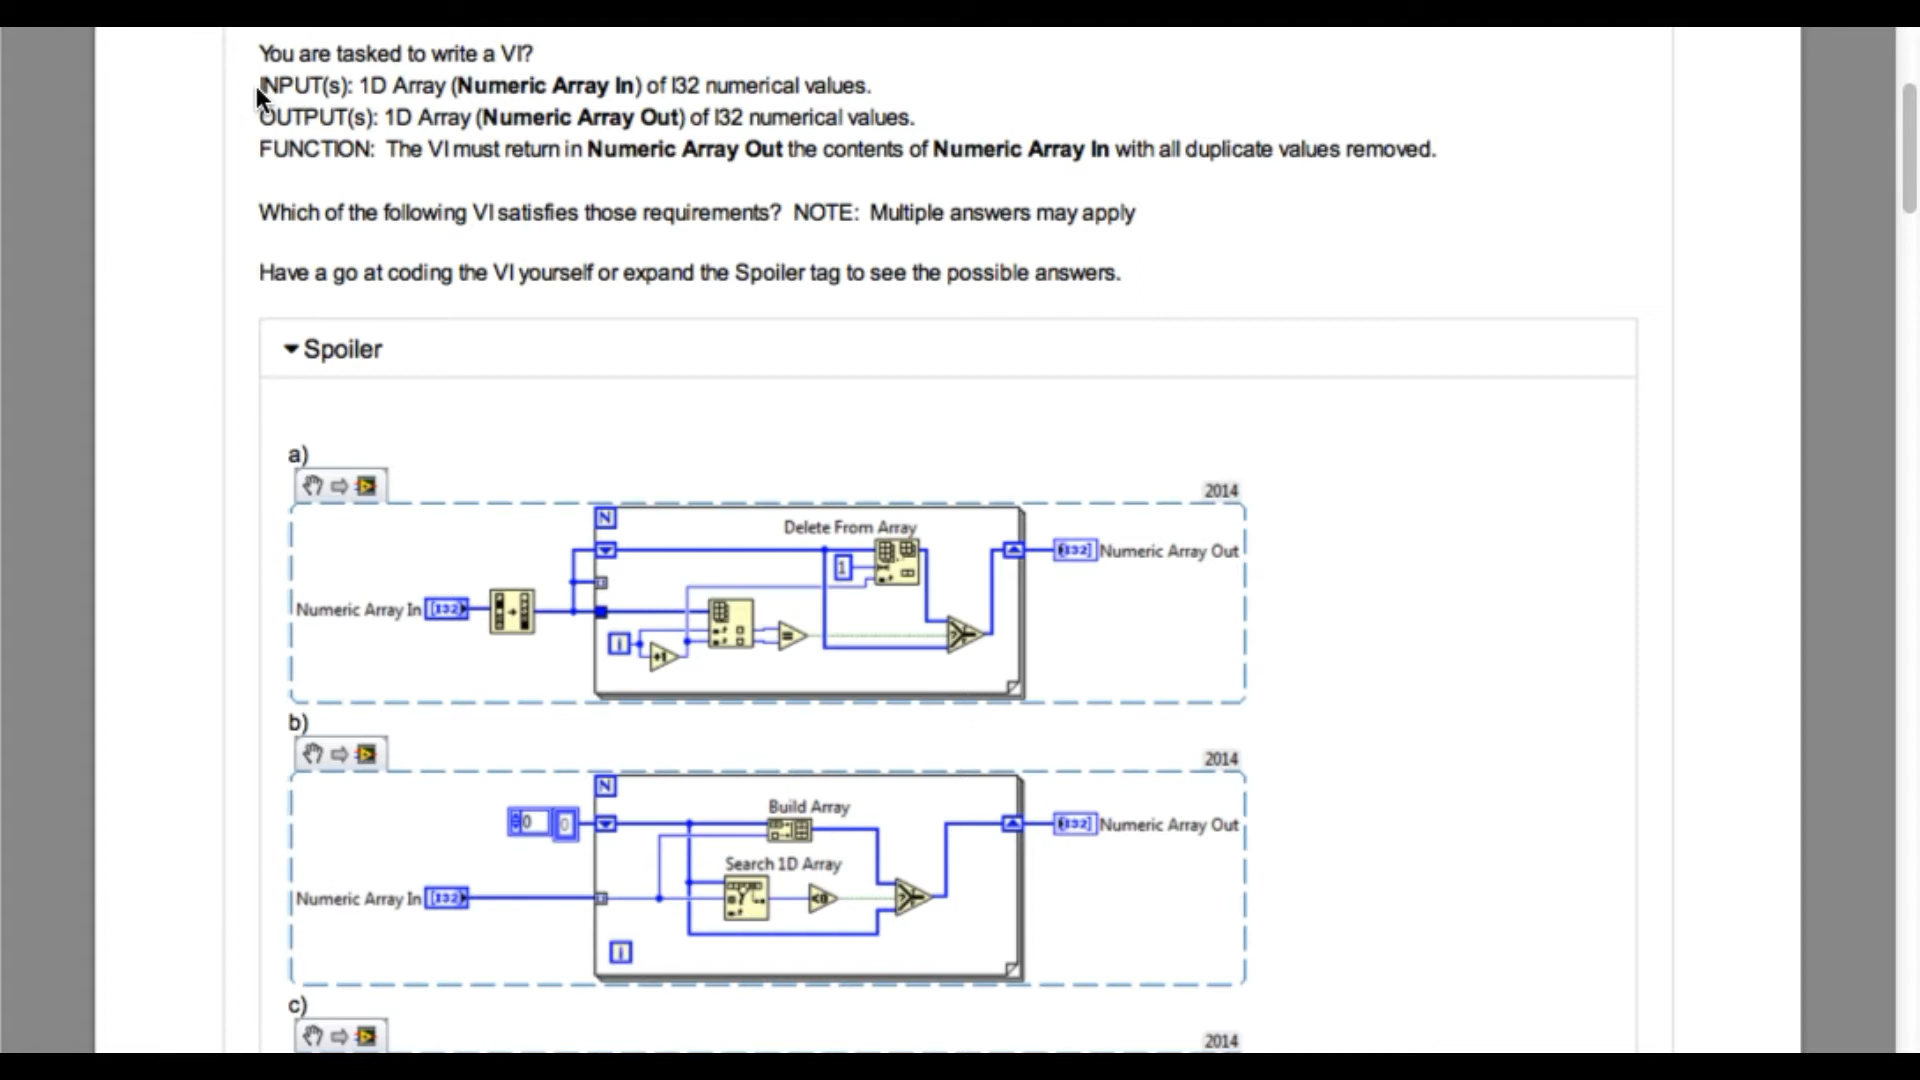 You are tasked to write a VI?
INPUT(s): 1D Array (Numeric Array In) of I32 numerical values.
OUTPUT(s): 1D Array (Numeric Array Out) of I32 numerical values.
FUNCTION: The VI must return in Numeric Array Out the contents of Numeric Array In with all duplicate values removed.
Which of the following VI satisfies those requirements? NOTE: Multiple answers may apply
Have a go at coding the VI yourself or expand the Spoiler tag to see the possible answers.
Spoiler
a)
2014
N
Delete From Array
[I32] Numeric Array Out
1
Numeric Array In [I32]
i
+1
=
?
b)
2014
N
Build Array
0 0
[I32] Numeric Array Out
Search 1D Array
Numeric Array In [I32]
<0
?
i
c)
2014